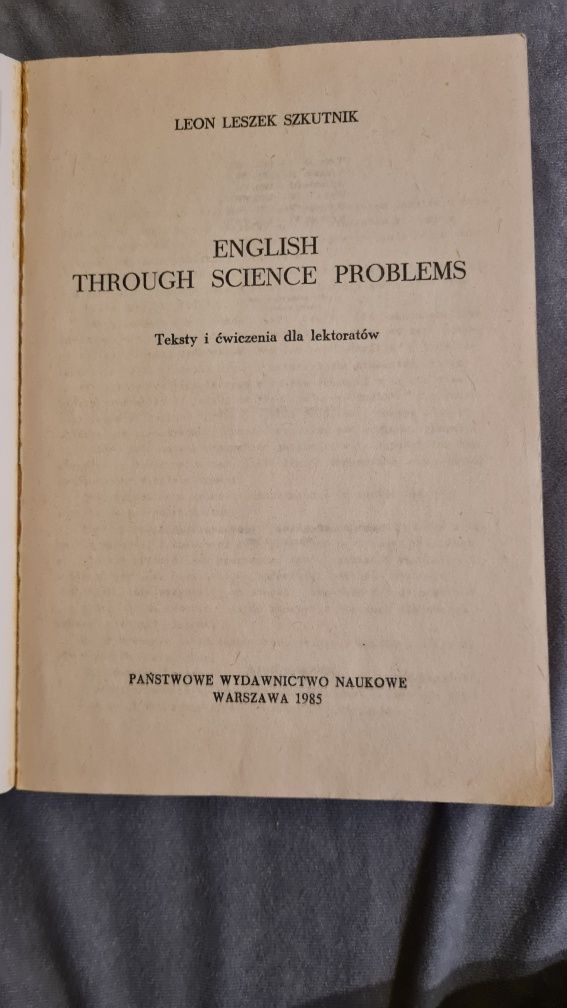 LEON LESZEK SZKUTNIK
ENGLISH
THROUGH SCIENCE PROBLEMS
Teksty i ćwiczenia dla lektoratów
PAŃSTWOWE WYDAWNICTWO NAUKOWE
WARSZAWA 1985